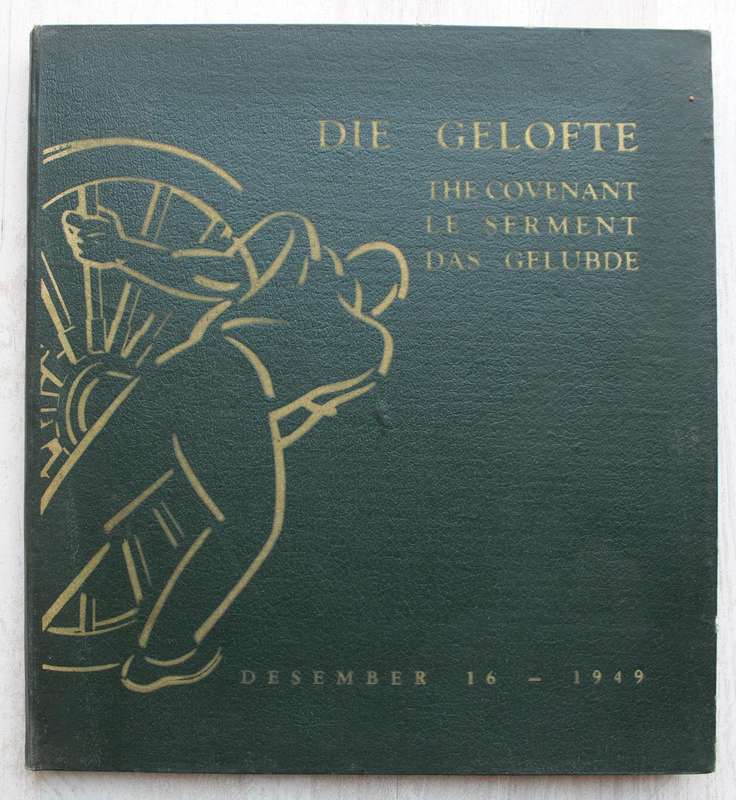 DIE GELOFTE
THE COVENANT
LE SERMENT
DAS GELUBDE
DESEMBER 16 – 1949